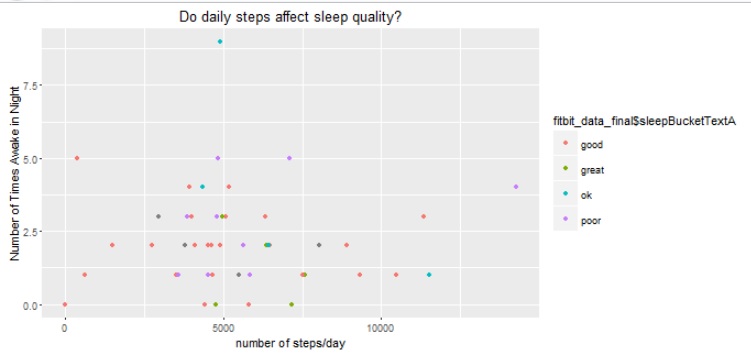 Do daily steps affect sleep quality?
Number of Times Awake in Night
7.5
5.0
2.5
0.0
0
5000
10000
number of steps/day
fitbit_data_final$sleepBucketTextA
good
great
ok
poor